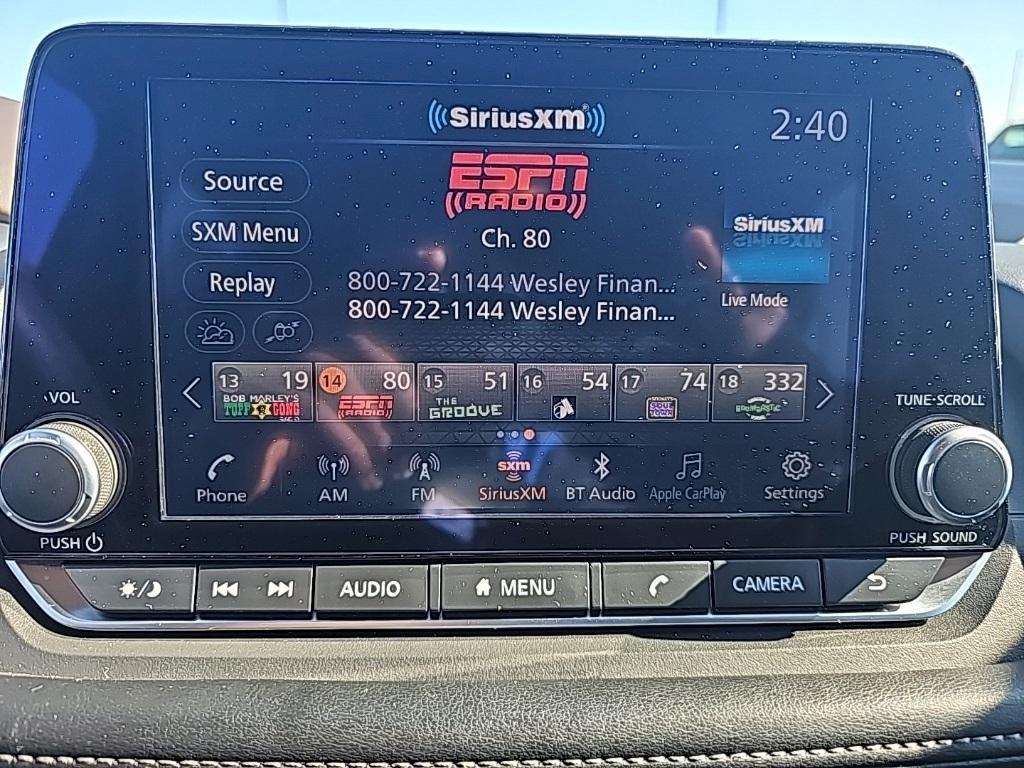 SiriusXM
2:40
ESPN
RADIO
Source
SXM Menu
Replay
Ch. 80
800-722-1144 Wesley Finan...
800-722-1144 Wesley Finan...
SiriusXM
Live Mode
13 19
BOB MARLEY'S
TUFF GONG
14 80
ESPN
RADIO
15 51
THE
GROOVE
16 54
17 74
SOUL
TOWN
18 332
BOOMTASTIC
Phone
AM
FM
sxm
SiriusXM
BT Audio
Apple CarPlay
Settings
VOL
PUSH
TUNE·SCROLL
PUSH SOUND
AUDIO
MENU
CAMERA